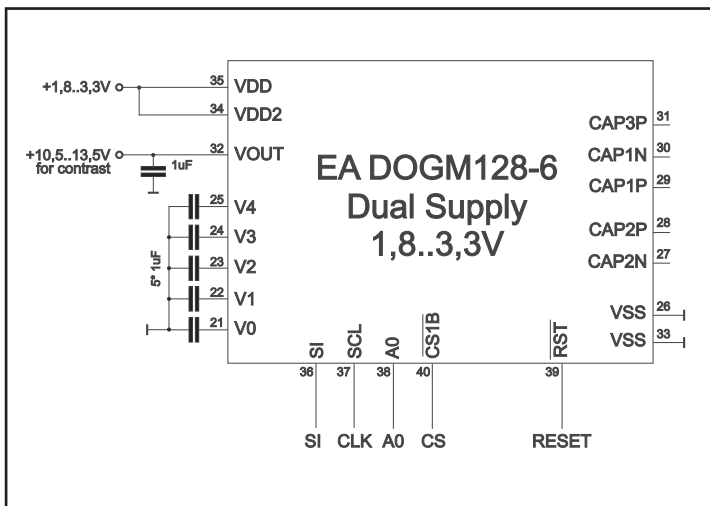 +1,8..3,3V
35
VDD
34
VDD2
+10,5..13,5V
for contrast
1uF
32
VOUT
25
V4
24
V3
23
V2
22
V1
21
V0
5* 1uF
EA DOGM128-6
Dual Supply
1,8..3,3V
CAP3P
31
CAP1N
30
CAP1P
29
CAP2P
28
CAP2N
27
VSS
26
VSS
33
SI
SCL
A0
CS1B
RST
36
37
38
40
39
SI
CLK
A0
CS
RESET